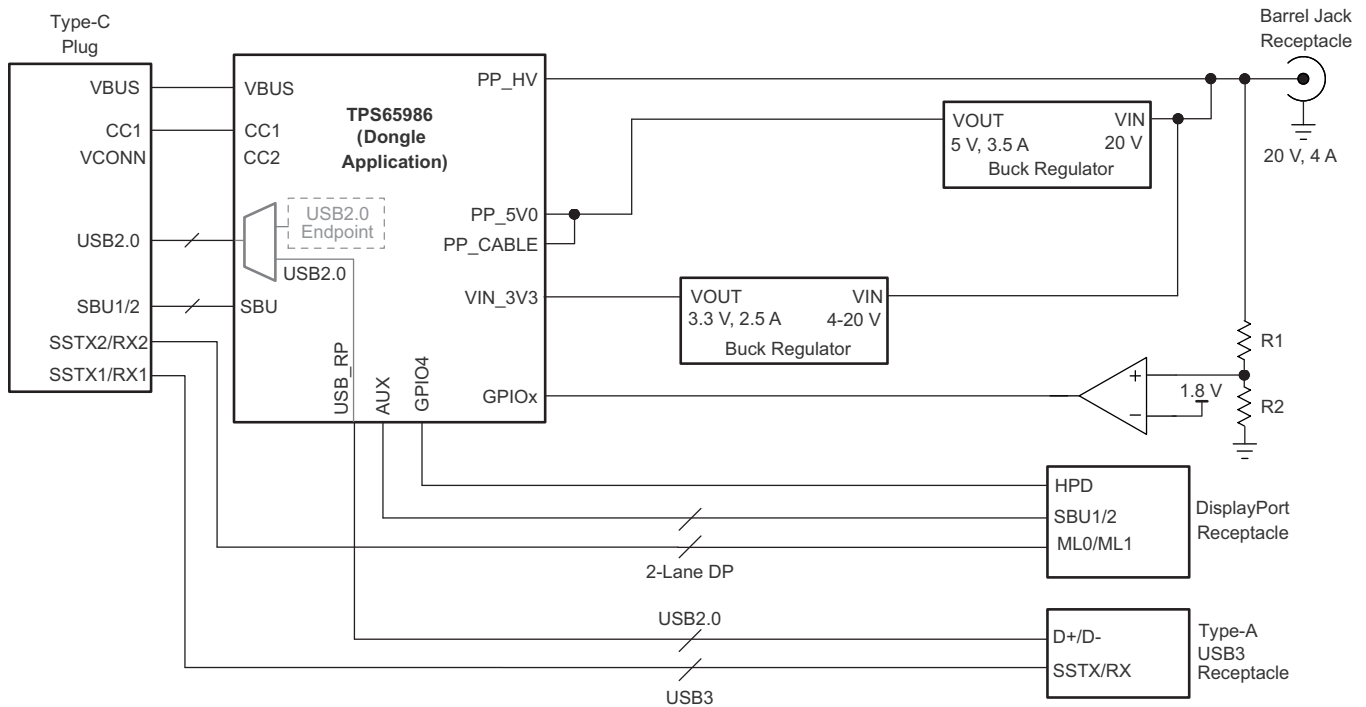 Type-C
Plug
VBUS
CC1
VCONN
USB2.0
SBU1/2
SSTX2/RX2
SSTX1/RX1
VBUS
CC1
CC2
TPS65986
(Dongle
Application)
USB2.0
Endpoint
USB2.0
SBU
USB_RP
AUX
GPIO4
PP_HV
PP_5V0
PP_CABLE
VIN_3V3
GPIOx
VOUT
5 V, 3.5 A
VIN
20 V
Buck Regulator
VOUT
3.3 V, 2.5 A
VIN
4-20 V
Buck Regulator
Barrel Jack
Receptacle
20 V, 4 A
R1
R2
+
−
1.8 V
HPD
SBU1/2
ML0/ML1
DisplayPort
Receptacle
2-Lane DP
USB2.0
USB3
D+/D-
SSTX/RX
Type-A
USB3
Receptacle